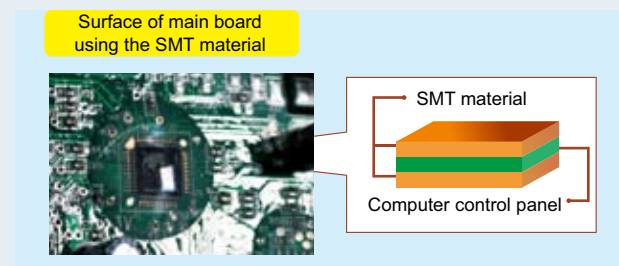 Surface of main board
using the SMT material
SMT material
Computer control panel